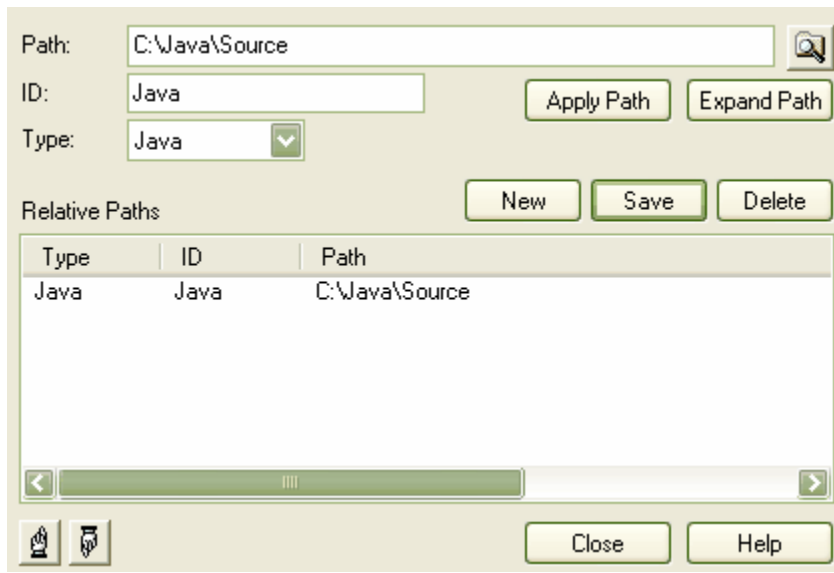 Path: C:\Java\Source
ID: Java Apply Path Expand Path
Type: Java
Relative Paths New Save Delete
Type ID Path
Java Java C:\Java\Source
Close Help